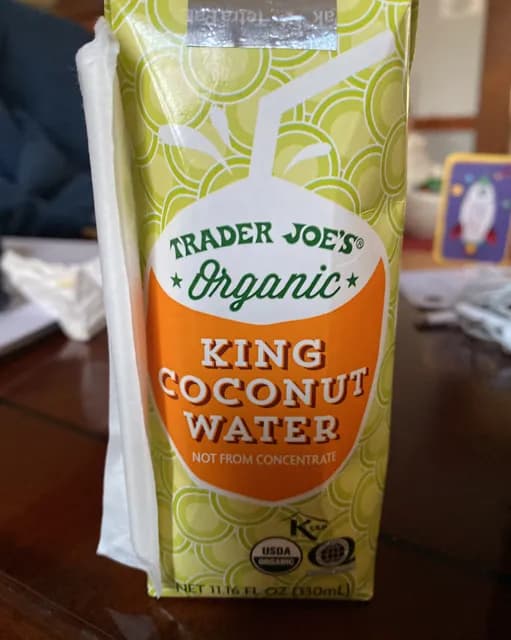 TRADER JOE'S®
Organic
KING
COCONUT
WATER
NOT FROM CONCENTRATE
K
USDA
ORGANIC
NET 11.16 FL OZ (330mL)